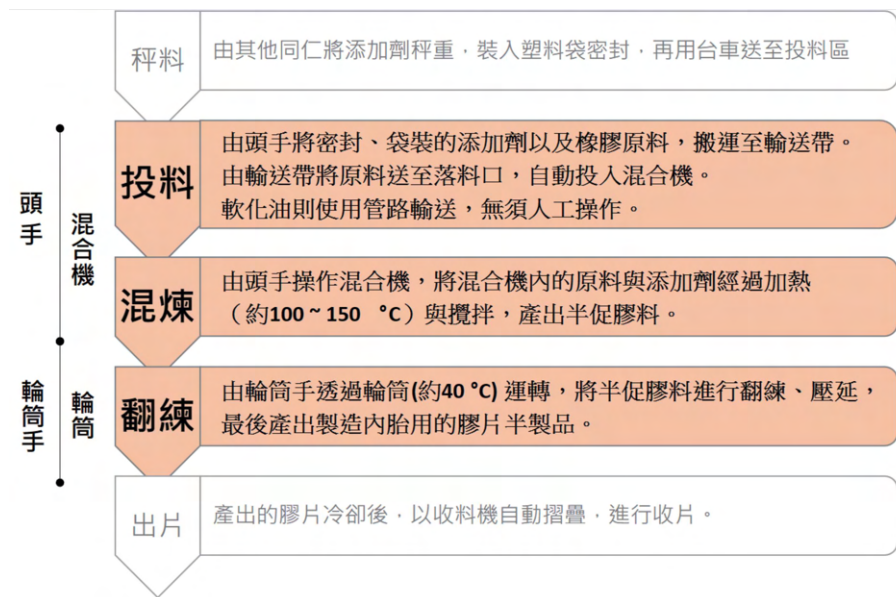 秤料
由其他同仁將添加劑秤重，裝入塑料袋密封，再用台車送至投料區
頭手
混合機
投料
由頭手將密封、袋裝的添加劑以及橡膠原料，搬運至輸送帶。
由輸送帶將原料送至落料口，自動投入混合機。
軟化油則使用管路輸送，無須人工操作。
混煉
由頭手操作混合機，將混合機內的原料與添加劑經過加熱
（約100 ~ 150 °C）與攪拌，產出半促膠料。
輪筒手
輪筒
翻練
由輪筒手透過輪筒(約40 °C) 運轉，將半促膠料進行翻練、壓延，
最後產出製造內胎用的膠片半製品。
出片
產出的膠片冷卻後，以收料機自動摺疊，進行收片。